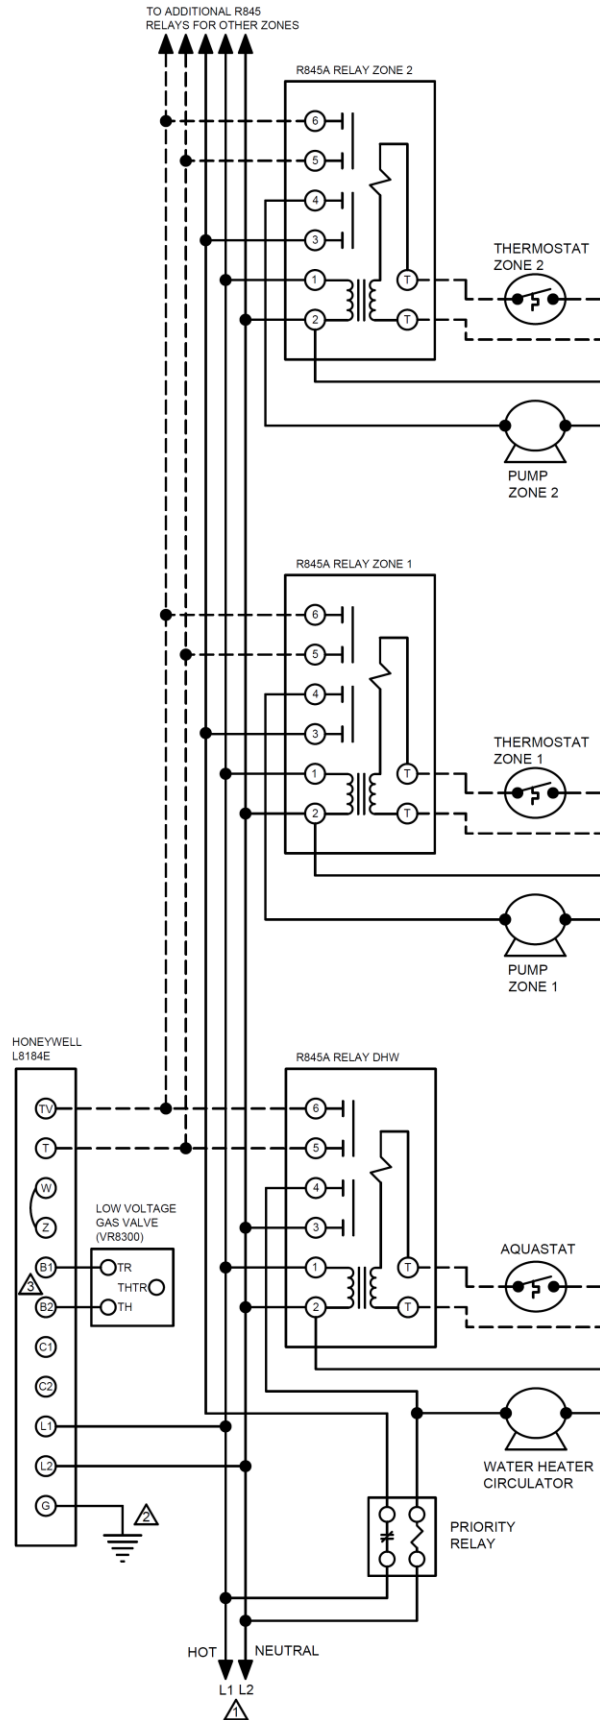 TO ADDITIONAL R845
RELAYS FOR OTHER ZONES
R845A RELAY ZONE 2
6
5
4
3
1
2
T
T
THERMOSTAT
ZONE 2
PUMP
ZONE 2
R845A RELAY ZONE 1
6
5
4
3
1
2
T
T
THERMOSTAT
ZONE 1
PUMP
ZONE 1
HONEYWELL
L8184E
TV
T
W
Z
B1
B2
C1
C2
L1
L2
G
3
2
LOW VOLTAGE
GAS VALVE
(VR8300)
TR
THTR
TH
R845A RELAY DHW
6
5
4
3
1
2
T
T
AQUASTAT
WATER HEATER
CIRCULATOR
PRIORITY
RELAY
HOT
NEUTRAL
L1 L2
1